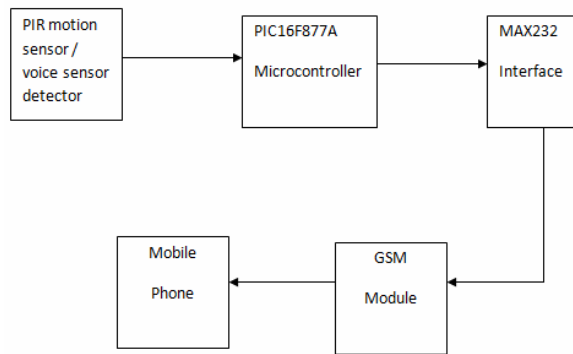 PIR motion
sensor /
voice sensor
detector
PIC16F877A
Microcontroller
MAX232
Interface
Mobile
Phone
GSM
Module